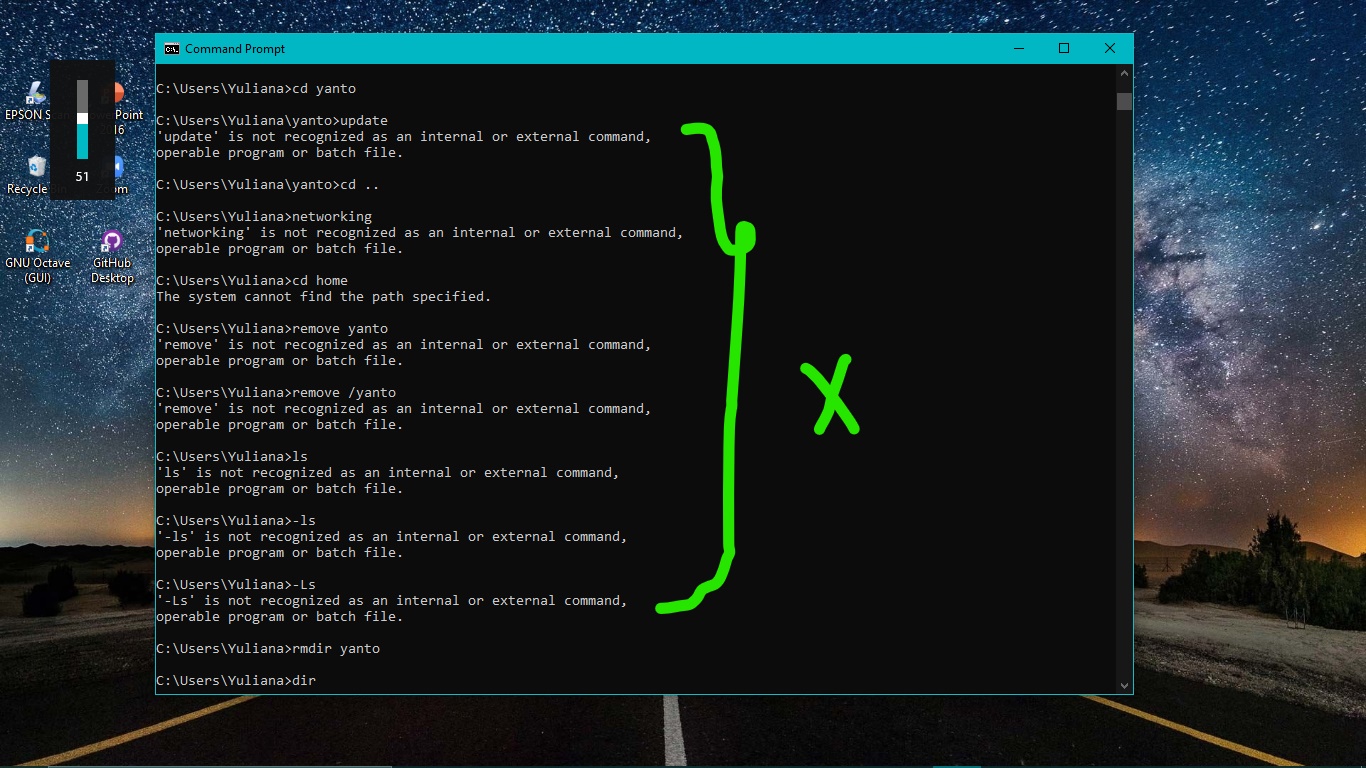 Command Prompt
C:\Users\Yuliana>cd yanto
C:\Users\Yuliana\yanto>update
'update' is not recognized as an internal or external command,
operable program or batch file.
C:\Users\Yuliana\yanto>cd ..
C:\Users\Yuliana>networking
'networking' is not recognized as an internal or external command,
operable program or batch file.
C:\Users\Yuliana>cd home
The system cannot find the path specified.
C:\Users\Yuliana>remove yanto
'remove' is not recognized as an internal or external command,
operable program or batch file.
C:\Users\Yuliana>remove /yanto
'remove' is not recognized as an internal or external command,
operable program or batch file.
C:\Users\Yuliana>ls
'ls' is not recognized as an internal or external command,
operable program or batch file.
C:\Users\Yuliana>-ls
'-ls' is not recognized as an internal or external command,
operable program or batch file.
C:\Users\Yuliana>-Ls
'-Ls' is not recognized as an internal or external command,
operable program or batch file.
C:\Users\Yuliana>rmdir yanto
C:\Users\Yuliana>dir
X
EPSON
51
Recycle
GNU Octave
(GUI)
GitHub
Desktop